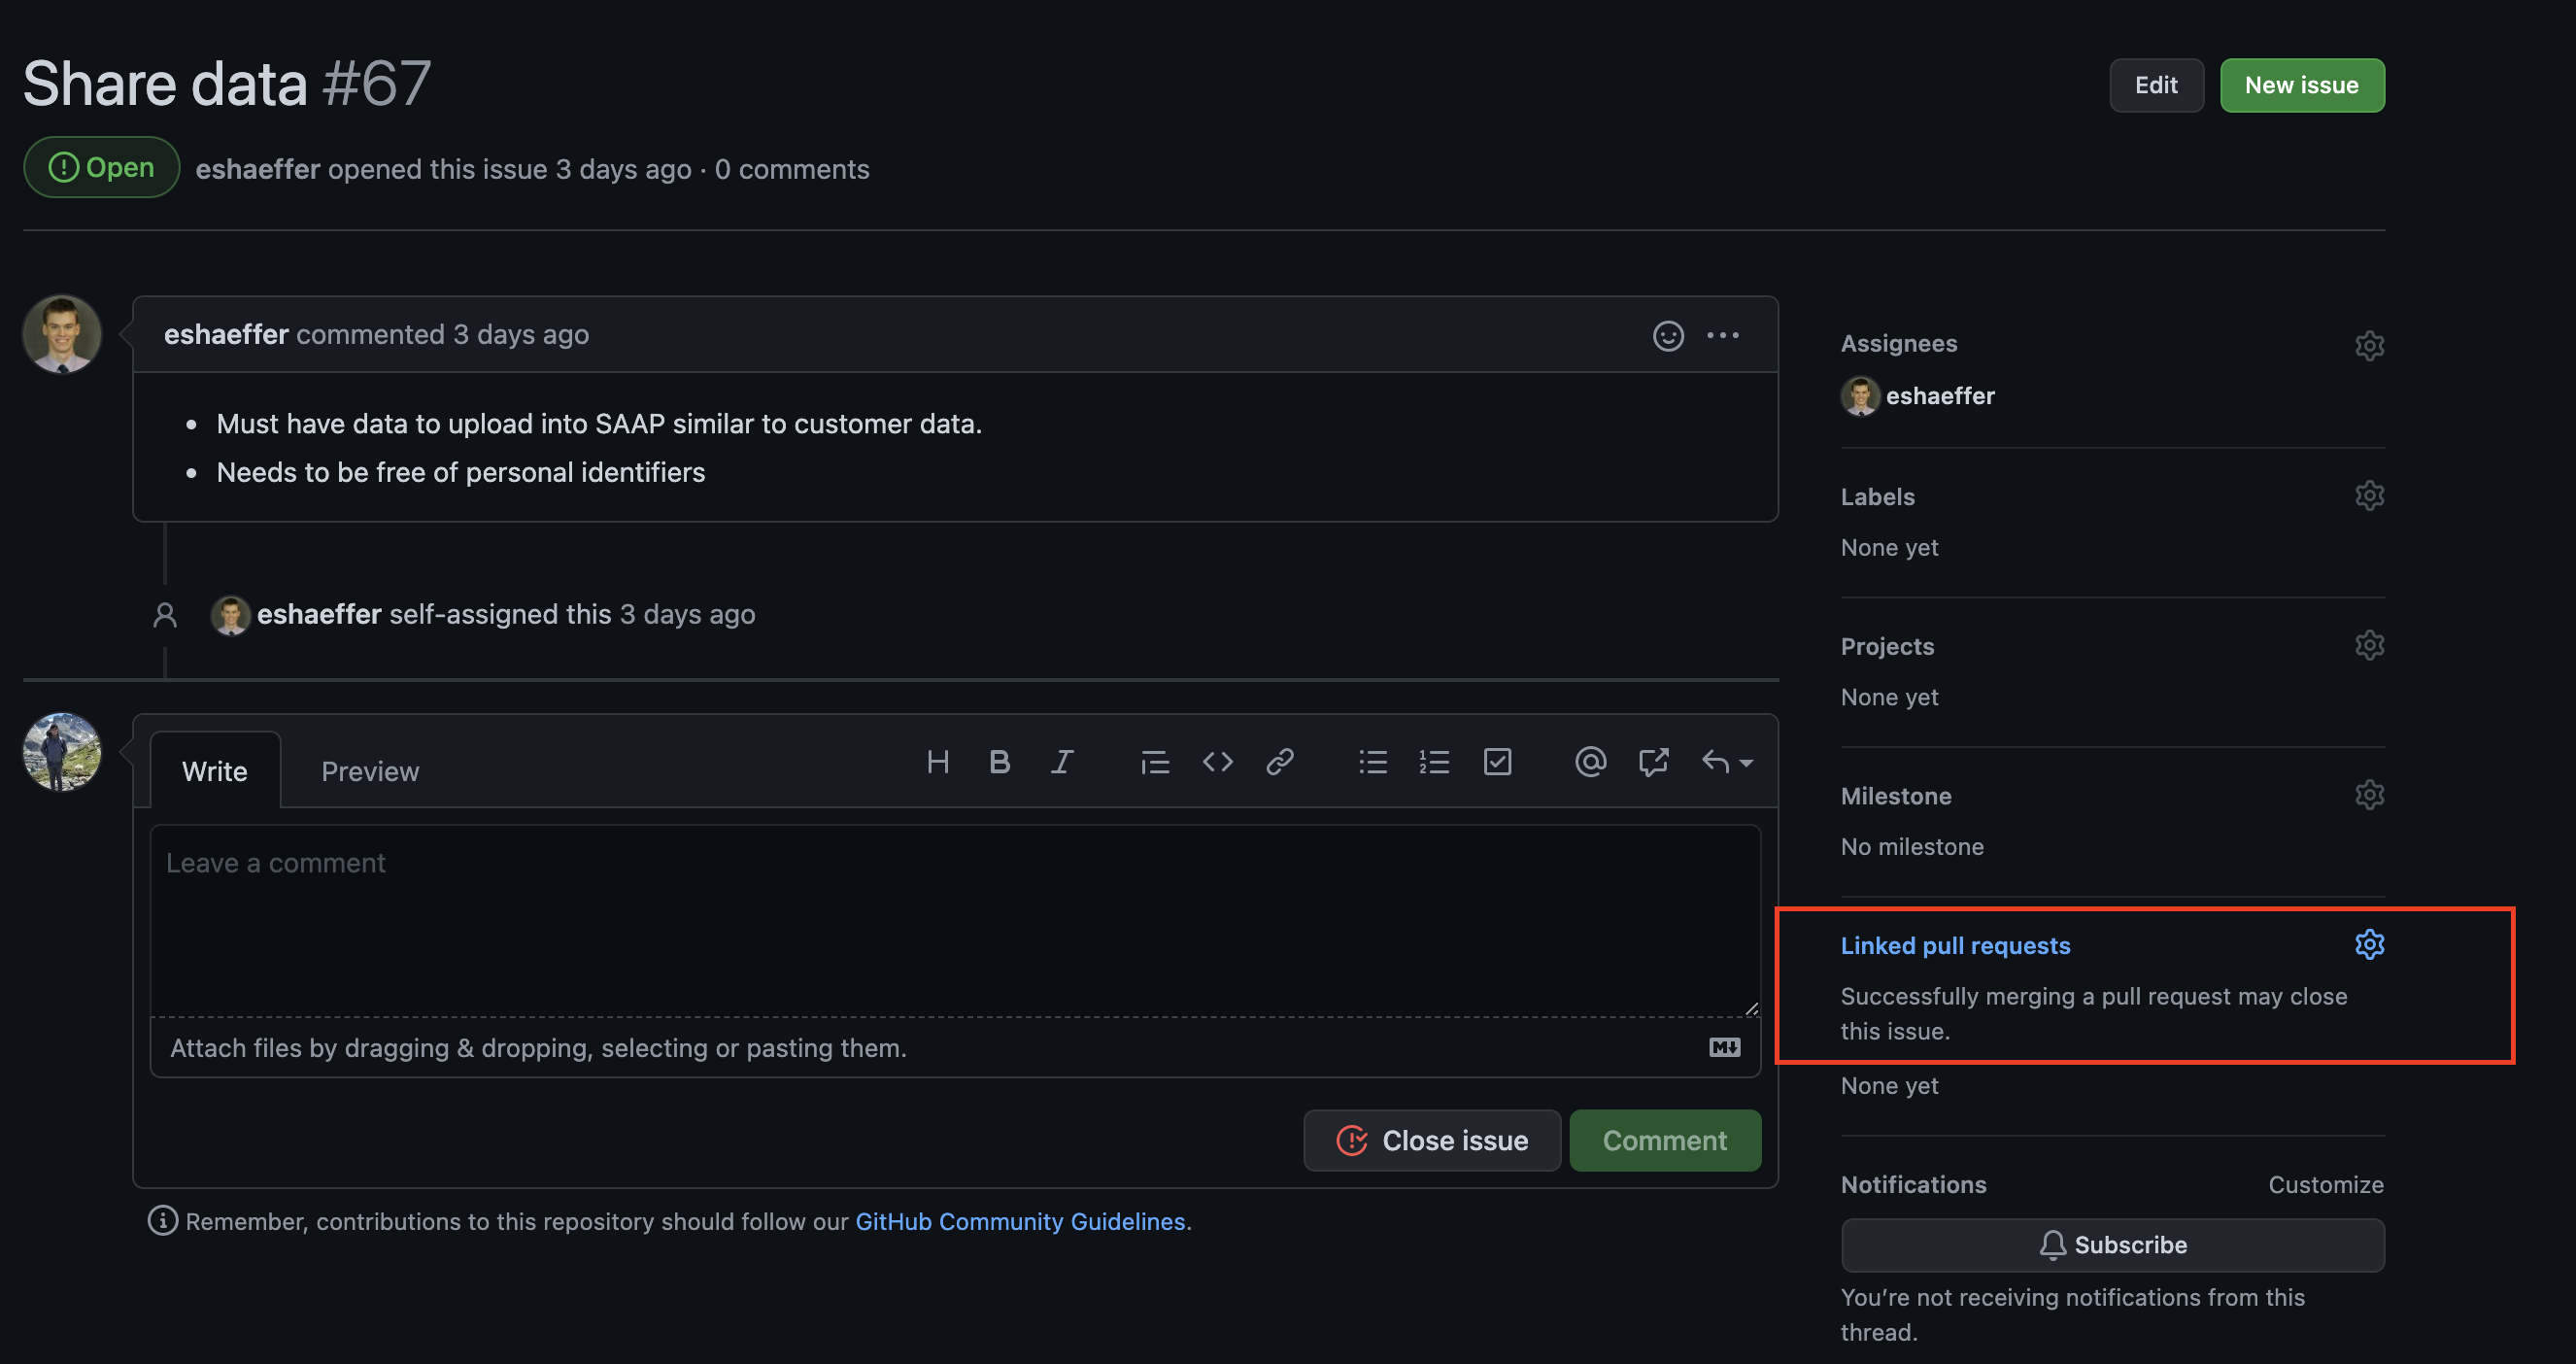 Share data #67
Edit
New issue
Open
eshaeffer opened this issue 3 days ago · 0 comments
eshaeffer commented 3 days ago
• Must have data to upload into SAAP similar to customer data.
• Needs to be free of personal identifiers
eshaeffer self-assigned this 3 days ago
Write
Preview
Leave a comment
Attach files by dragging & dropping, selecting or pasting them.
Close issue
Comment
Remember, contributions to this repository should follow our GitHub Community Guidelines.
Assignees
eshaeffer
Labels
None yet
Projects
None yet
Milestone
No milestone
Linked pull requests
Successfully merging a pull request may close
this issue.
None yet
Notifications
Customize
Subscribe
You’re not receiving notifications from this
thread.